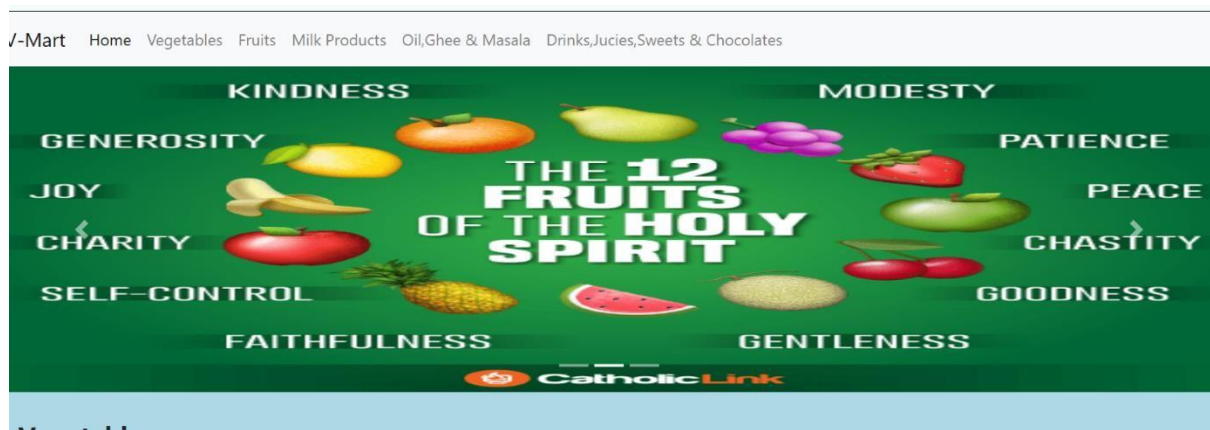 V-Mart Home Vegetables Fruits Milk Products Oil,Ghee & Masala Drinks,Jucies,Sweets & Chocolates
KINDNESS
MODESTY
GENEROSITY
PATIENCE
JOY
PEACE
CHARITY
CHASTITY
SELF-CONTROL
GOODNESS
FAITHFULNESS
GENTLENESS
THE 12
FRUITS
OF THE HOLY
SPIRIT
CatholicLink